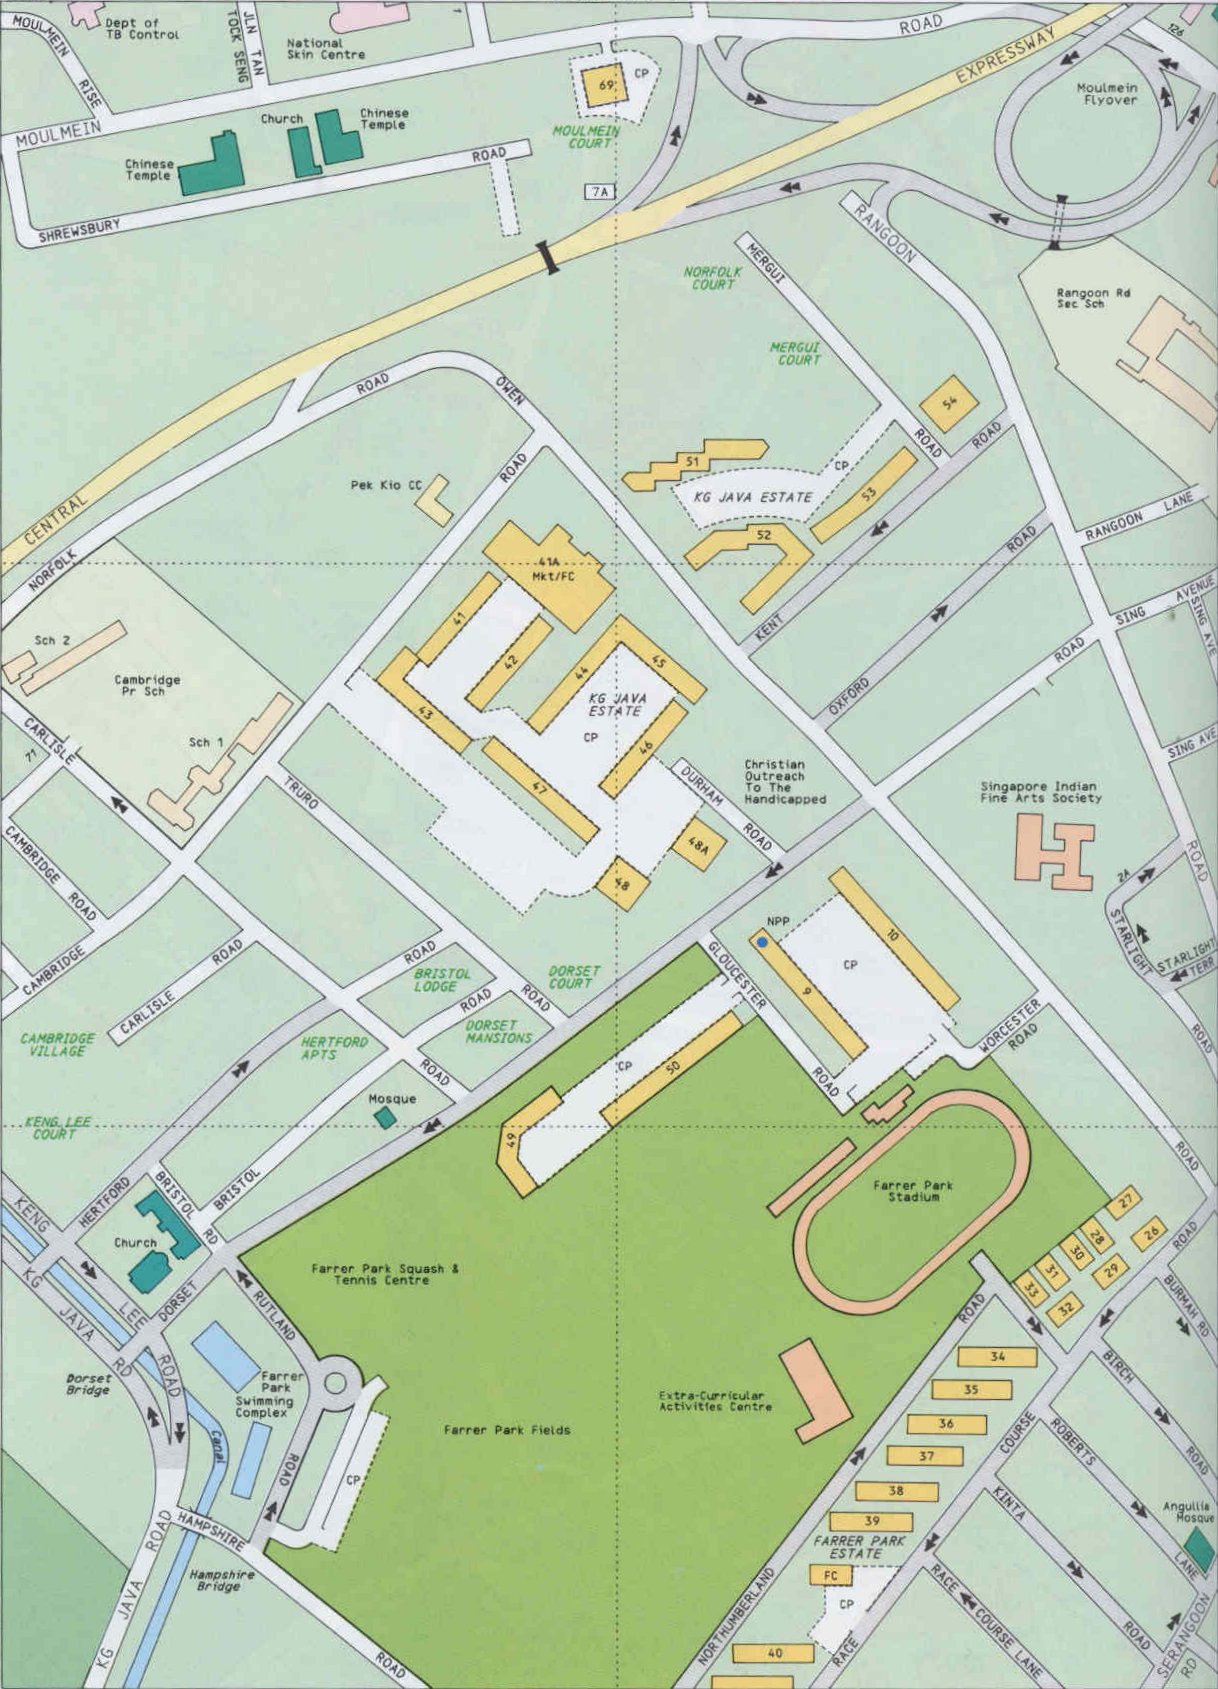 MOULMEIN
RISE
Dept of
TB Control
JLN TAN
TOCK SENG
National
Skin Centre
ROAD
EXPRESSWAY
126
Moulmein
Flyover
69
CP
MOULMEIN
COURT
MOULMEIN
Church
Chinese
Temple
Chinese
Temple
ROAD
SHREWSBURY
7A
RANGOON
MERGUI
NORFOLK
COURT
Rangoon Rd
Sec Sch
MERGUI
COURT
ROAD
OWEN
54
ROAD
ROAD
51
CP
KG JAVA ESTATE
53
52
Pek Kio CC
ROAD
CENTRAL
NORFOLK
41A
Mkt/FC
RANGOON LANE
ROAD
KENT
SING AVENUE
SING AVE
ROAD
OXFORD
SING AVE
Sch 2
Cambridge
Pr Sch
Sch 1
41
42
43
44
45
KG JAVA
ESTATE
CP
46
47
CARLISLE
71
TRURO
DURHAM
ROAD
Christian
Outreach
To The
Handicapped
Singapore Indian
Fine Arts Society
48A
48
CAMBRIDGE ROAD
ROAD
2A
STARLIGHT
STARLIGHT
TERR
ROAD
NPP
10
CP
9
GLOUCESTER
ROAD
WORCESTER
ROAD
CAMBRIDGE
ROAD
CARLISLE
ROAD
BRISTOL
LODGE
DORSET
COURT
ROAD
ROAD
DORSET
MANSIONS
CAMBRIDGE
VILLAGE
HERTFORD
APTS
ROAD
CP
50
Mosque
KENG LEE
COURT
49
ROAD
Farrer Park
Stadium
KENG
HERTFORD
BRISTOL
RD
BRISTOL
Church
27
28
26
30
31
29
33
32
ROAD
BURMAH RD
KG
JAVA
RD
LEE
ROAD
DORSET
RUTLAND
Farrer Park Squash &
Tennis Centre
ROAD
34
BIRCH
ROAD
Dorset
Bridge
Farrer
Park
Swimming
Complex
35
36
37
38
39
Extra-Curricular
Activities Centre
COURSE
ROBERTS
LANE
Canal
Farrer Park Fields
CP
ROAD
KINTA
ROAD
Angullia
Mosque
HAMPSHIRE
ROAD
Hampshire
Bridge
KG JAVA ROAD
FARRER PARK
ESTATE
FC
CP
NORTHUMBERLAND
RACE
RACE COURSE LANE
40
SERANGOON
RD